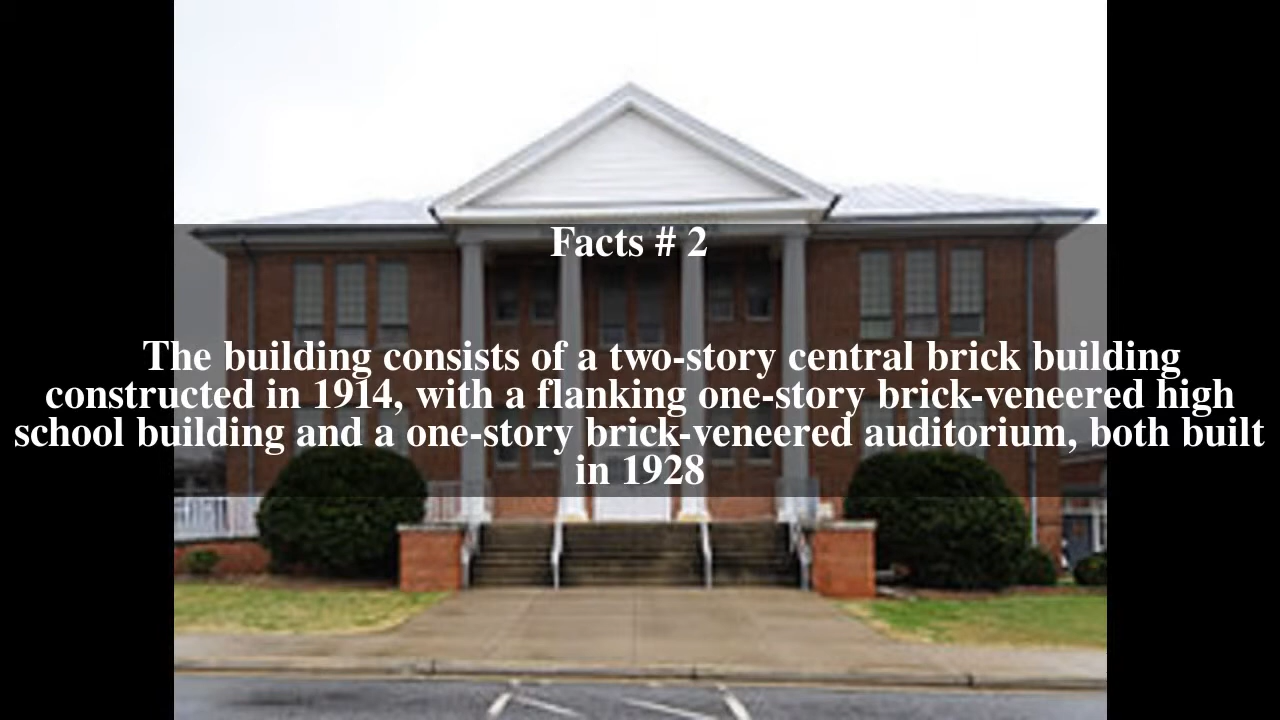 Facts # 2
The building consists of a two-story central brick building
constructed in 1914, with a flanking one-story brick-veneered high
school building and a one-story brick-veneered auditorium, both built
in 1928